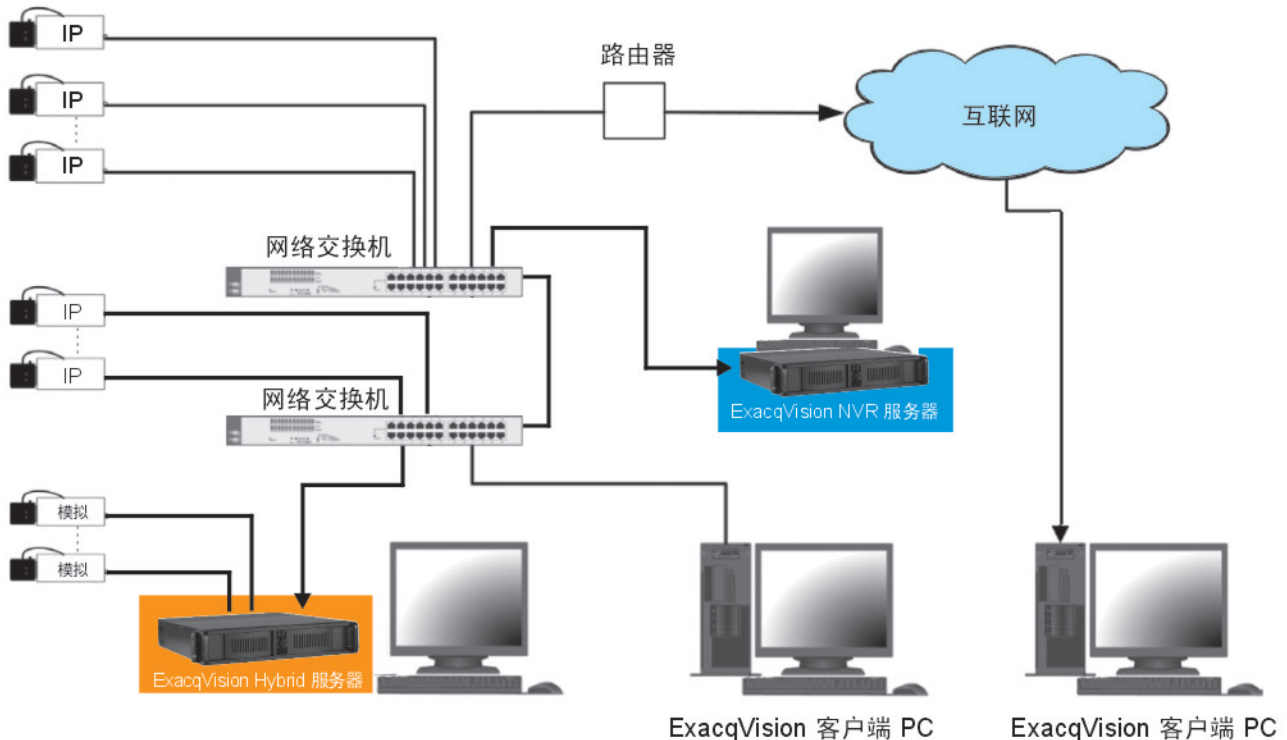 IP
路由器
IP
互联网
IP
网络交换机
IP
IP
网络交换机
ExacqVision NVR 服务器
模拟
模拟
ExacqVision Hybrid 服务器
ExacqVision 客户端 PC
ExacqVision 客户端 PC